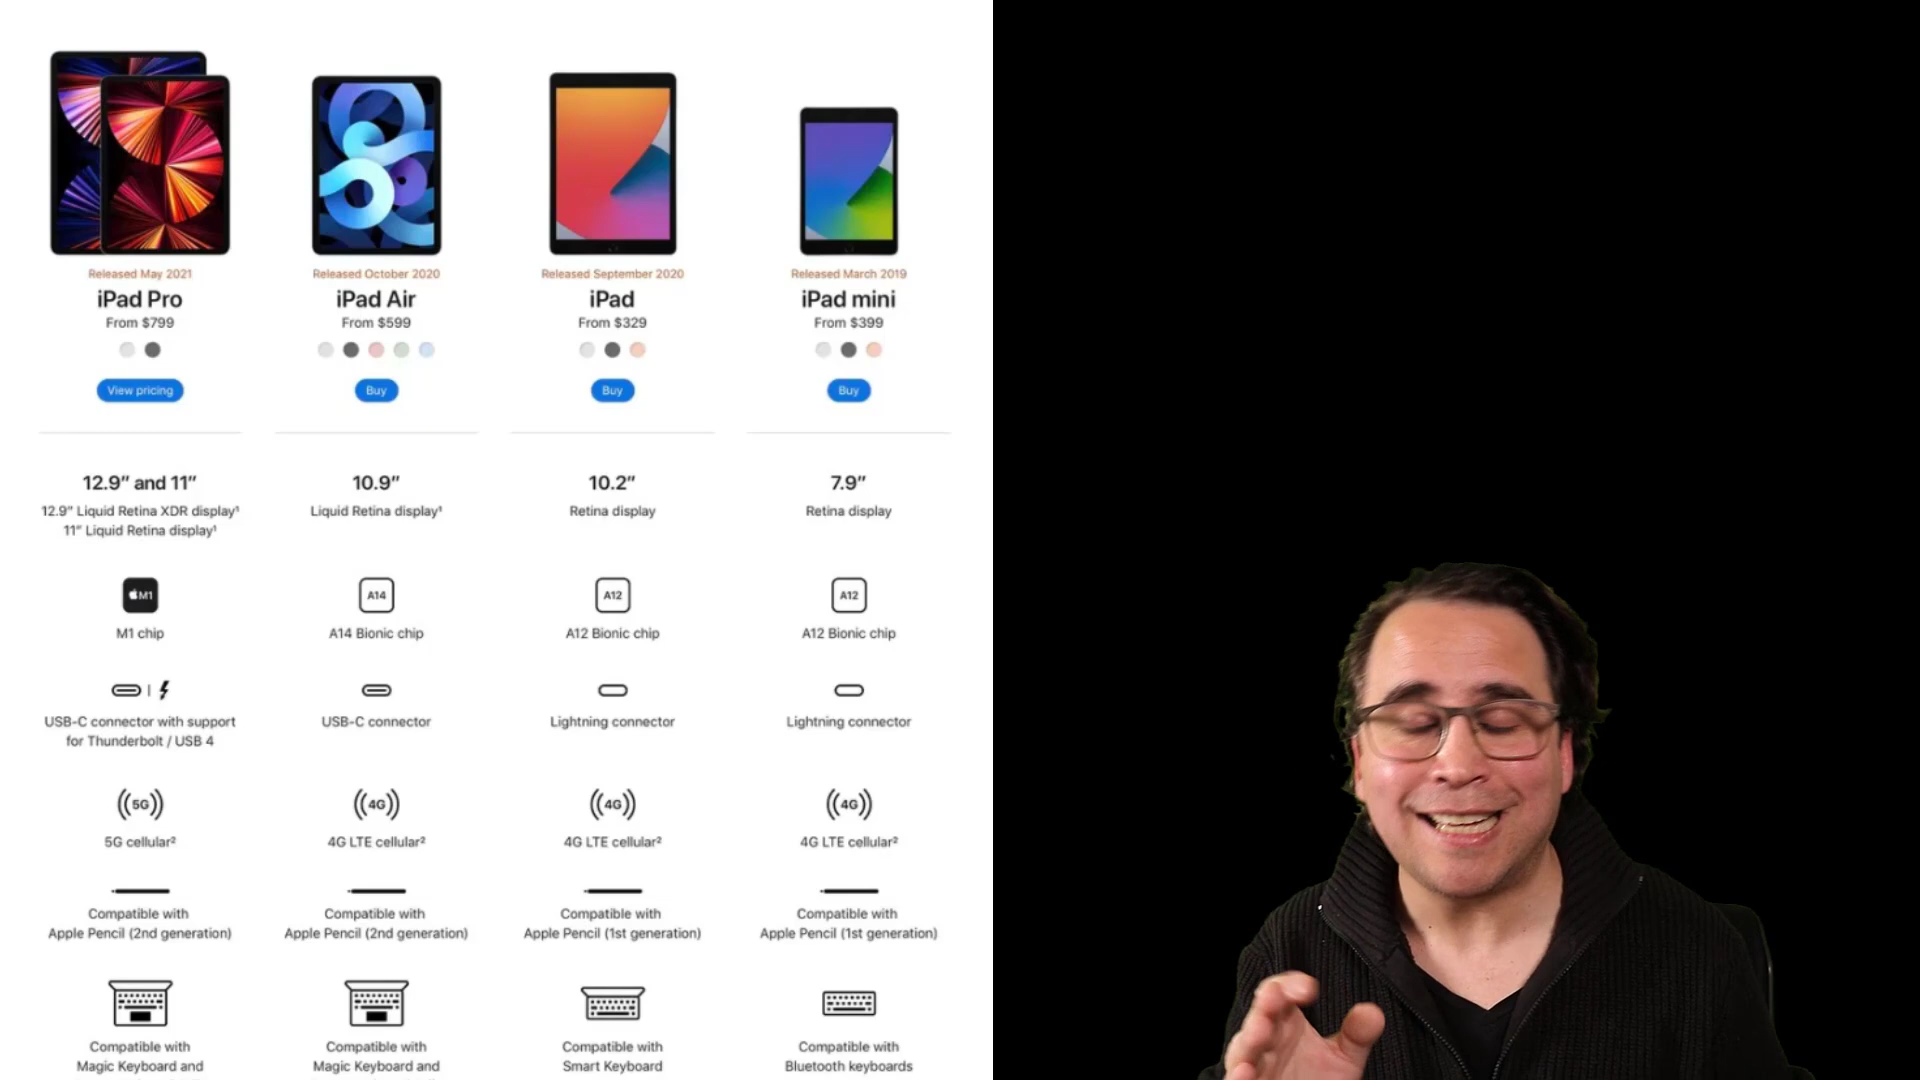 Released May 2021
iPad Pro
From $799
View pricing
12.9″ and 11″
12.9″ Liquid Retina XDR display¹
11″ Liquid Retina display¹
M1
M1 chip
USB-C connector with support
for Thunderbolt / USB 4
5G
5G cellular²
Compatible with
Apple Pencil (2nd generation)
Compatible with
Magic Keyboard and
Released October 2020
iPad Air
From $599
Buy
10.9″
Liquid Retina display¹
A14
A14 Bionic chip
USB-C connector
4G
4G LTE cellular²
Compatible with
Apple Pencil (2nd generation)
Compatible with
Magic Keyboard and
Released September 2020
iPad
From $329
Buy
10.2″
Retina display
A12
A12 Bionic chip
Lightning connector
4G
4G LTE cellular²
Compatible with
Apple Pencil (1st generation)
Compatible with
Smart Keyboard
Released March 2019
iPad mini
From $399
Buy
7.9″
Retina display
A12
A12 Bionic chip
Lightning connector
4G
4G LTE cellular²
Compatible with
Apple Pencil (1st generation)
Compatible with
Bluetooth keyboards